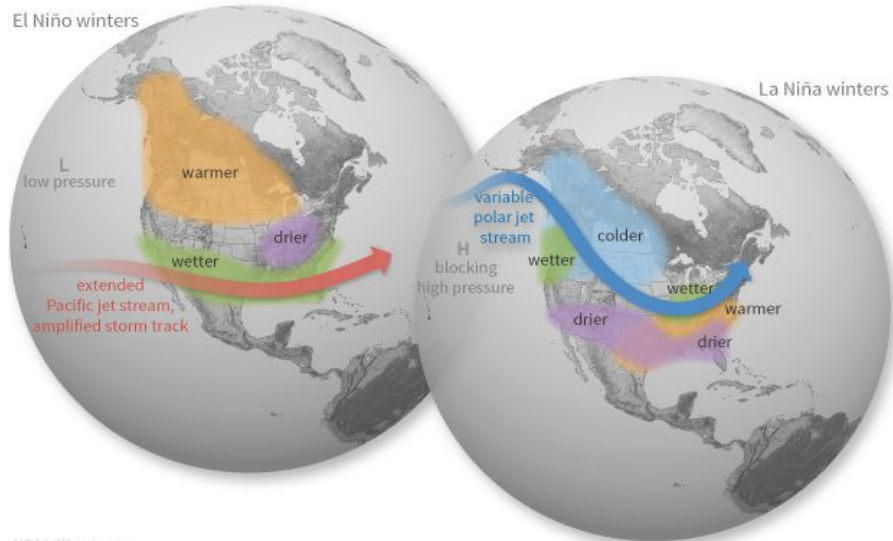 El Niño winters
L
low pressure
warmer
drier
wetter
extended
Pacific jet stream,
amplified storm track
La Niña winters
variable
polar jet
stream
colder
H
blocking
high pressure
wetter
wetter
warmer
drier
drier